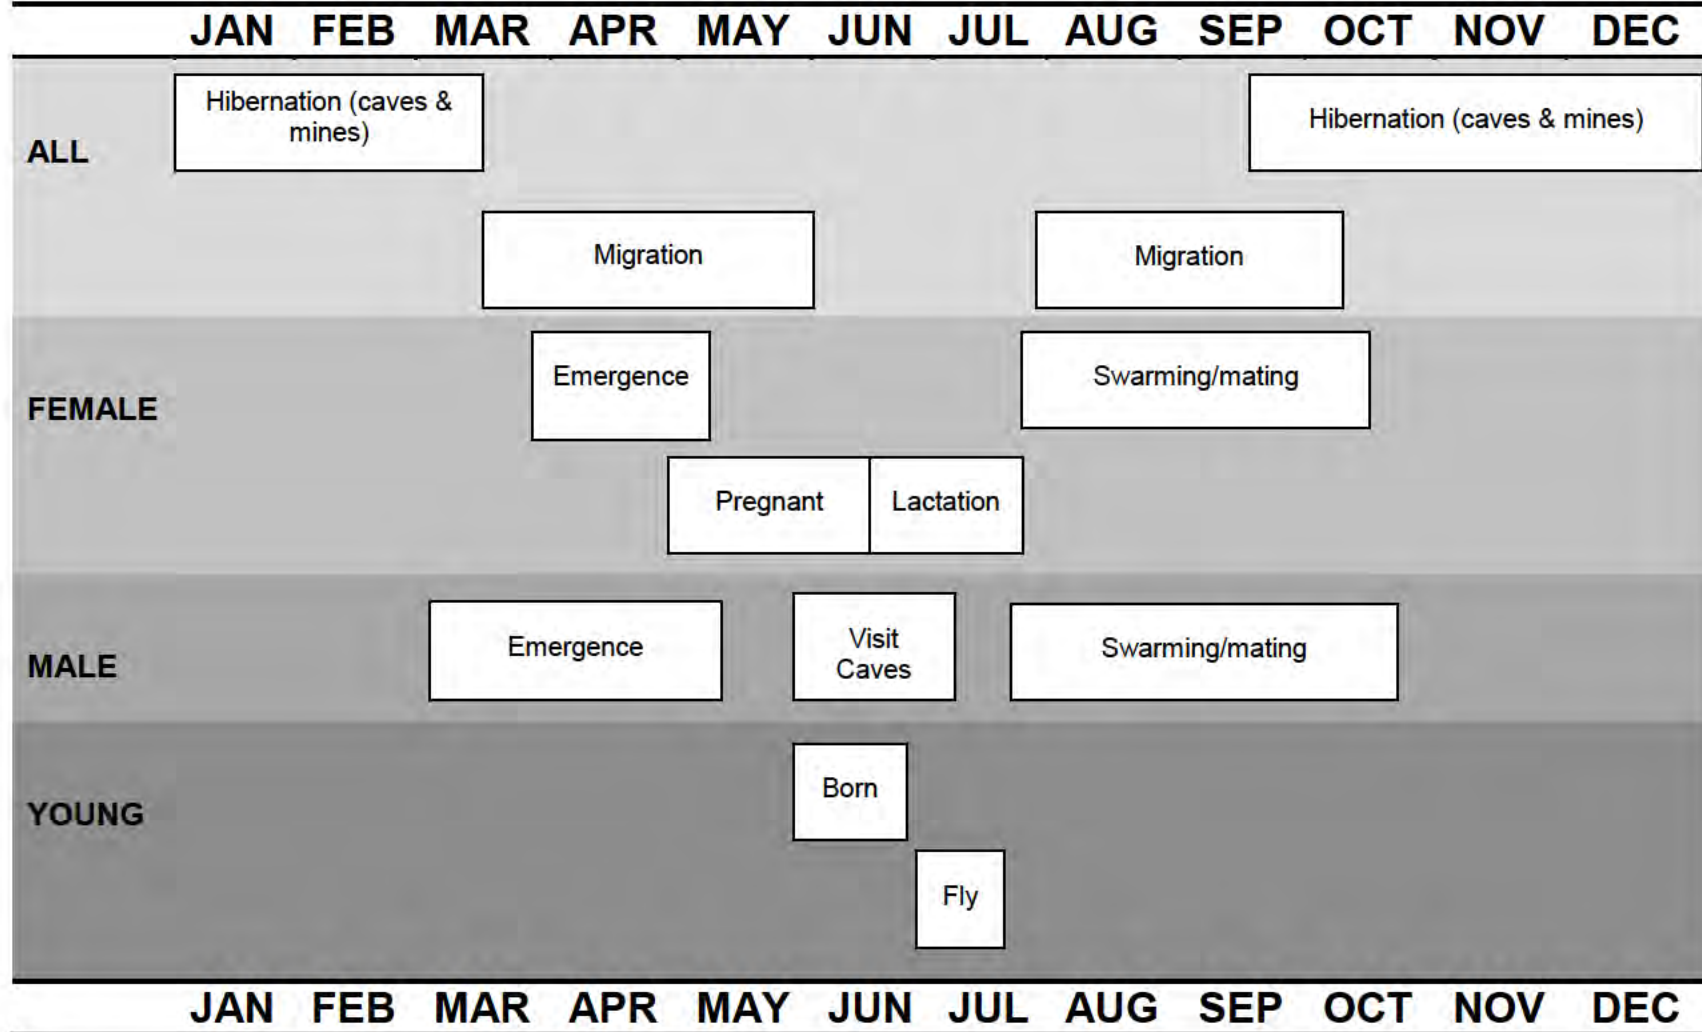 JAN FEB MAR APR MAY JUN JUL AUG SEP OCT NOV DEC
ALL
Hibernation (caves &
mines)
Hibernation (caves & mines)
Migration
Migration
FEMALE
Emergence
Swarming/mating
Pregnant
Lactation
MALE
Emergence
Visit
Caves
Swarming/mating
YOUNG
Born
Fly
JAN FEB MAR APR MAY JUN JUL AUG SEP OCT NOV DEC